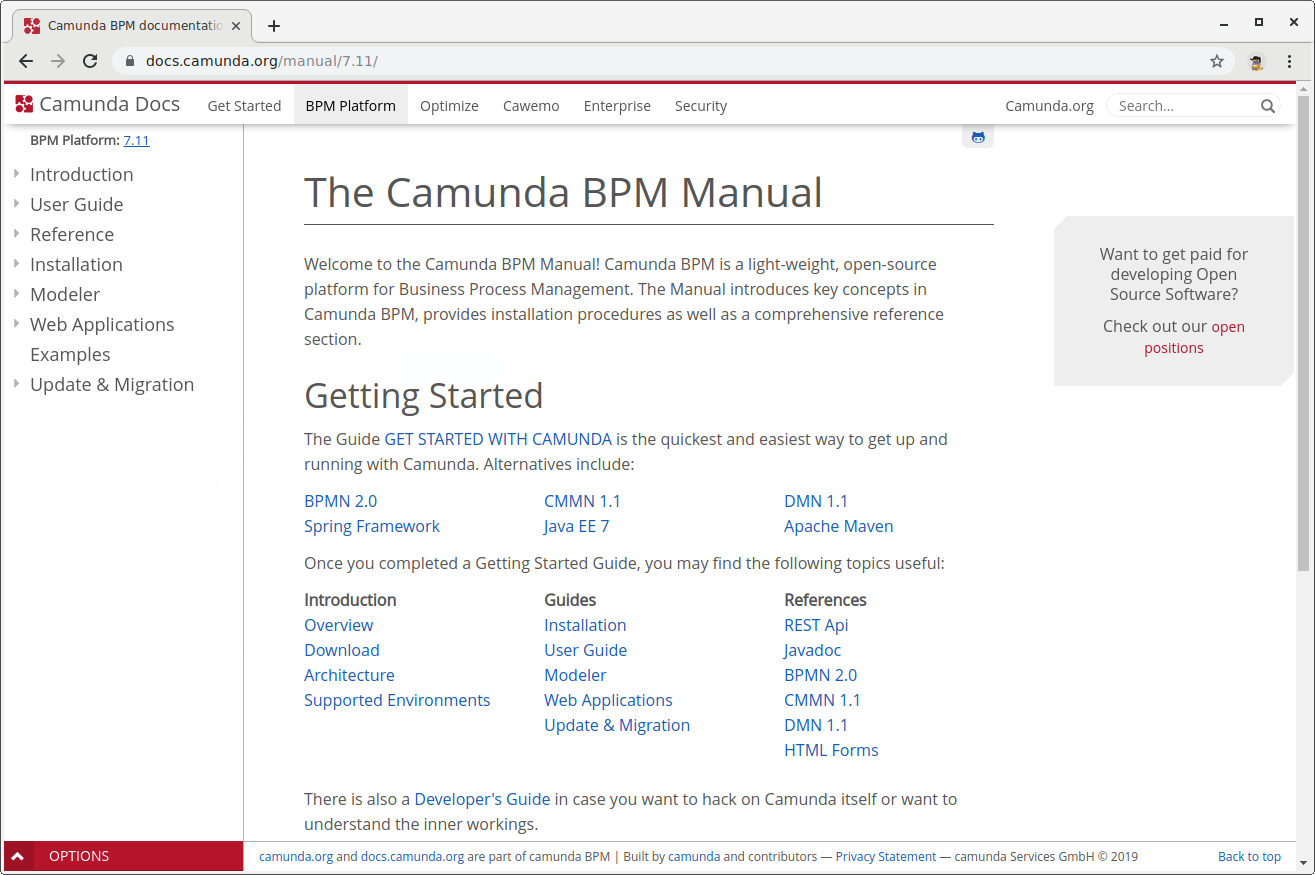 Camunda BPM documentatio
docs.camunda.org/manual/7.11/
Camunda Docs Get Started BPM Platform Optimize Cawemo Enterprise Security Camunda.org Search...
BPM Platform: 7.11
Introduction
User Guide
Reference
Installation
Modeler
Web Applications
Examples
Update & Migration
The Camunda BPM Manual
Welcome to the Camunda BPM Manual! Camunda BPM is a light-weight, open-source
platform for Business Process Management. The Manual introduces key concepts in
Camunda BPM, provides installation procedures as well as a comprehensive reference
section.
Getting Started
The Guide GET STARTED WITH CAMUNDA is the quickest and easiest way to get up and
running with Camunda. Alternatives include:
BPMN 2.0 CMMN 1.1 DMN 1.1
Spring Framework Java EE 7 Apache Maven
Once you completed a Getting Started Guide, you may find the following topics useful:
Introduction Guides References
Overview Installation REST Api
Download User Guide Javadoc
Architecture Modeler BPMN 2.0
Supported Environments Web Applications CMMN 1.1
Update & Migration DMN 1.1
HTML Forms
There is also a Developer's Guide in case you want to hack on Camunda itself or want to
understand the inner workings.
Want to get paid for
developing Open
Source Software?
Check out our open
positions
OPTIONS
camunda.org and docs.camunda.org are part of camunda BPM | Built by camunda and contributors — Privacy Statement — camunda Services GmbH © 2019 Back to top